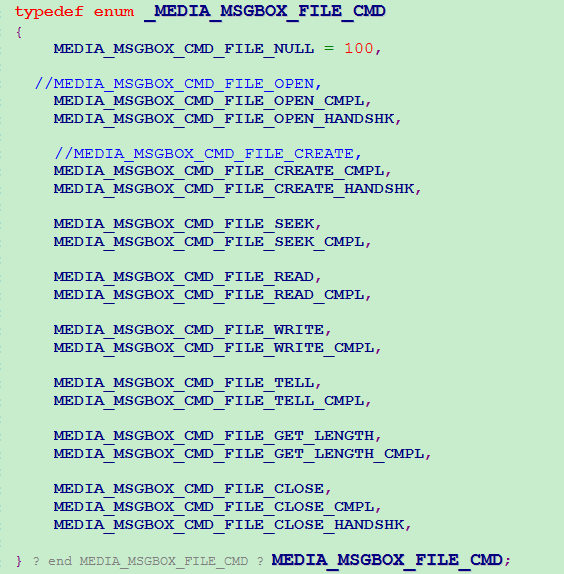 typedef enum _MEDIA_MSGBOX_FILE_CMD
{
MEDIA_MSGBOX_CMD_FILE_NULL = 100,
//MEDIA_MSGBOX_CMD_FILE_OPEN,
MEDIA_MSGBOX_CMD_FILE_OPEN_CMPL,
MEDIA_MSGBOX_CMD_FILE_OPEN_HANDSHK,
//MEDIA_MSGBOX_CMD_FILE_CREATE,
MEDIA_MSGBOX_CMD_FILE_CREATE_CMPL,
MEDIA_MSGBOX_CMD_FILE_CREATE_HANDSHK,
MEDIA_MSGBOX_CMD_FILE_SEEK,
MEDIA_MSGBOX_CMD_FILE_SEEK_CMPL,
MEDIA_MSGBOX_CMD_FILE_READ,
MEDIA_MSGBOX_CMD_FILE_READ_CMPL,
MEDIA_MSGBOX_CMD_FILE_WRITE,
MEDIA_MSGBOX_CMD_FILE_WRITE_CMPL,
MEDIA_MSGBOX_CMD_FILE_TELL,
MEDIA_MSGBOX_CMD_FILE_TELL_CMPL,
MEDIA_MSGBOX_CMD_FILE_GET_LENGTH,
MEDIA_MSGBOX_CMD_FILE_GET_LENGTH_CMPL,
MEDIA_MSGBOX_CMD_FILE_CLOSE,
MEDIA_MSGBOX_CMD_FILE_CLOSE_CMPL,
MEDIA_MSGBOX_CMD_FILE_CLOSE_HANDSHK,
} ? end MEDIA_MSGBOX_FILE_CMD ? MEDIA_MSGBOX_FILE_CMD;